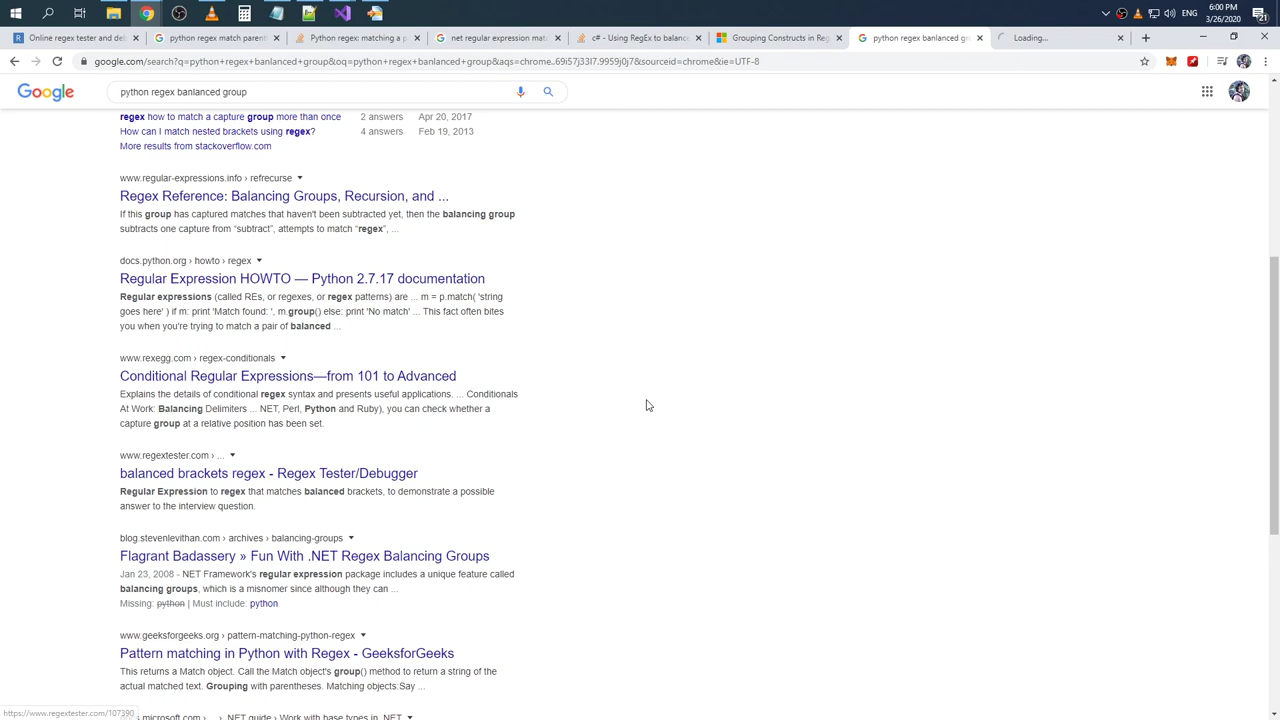 6:00 PM
ENG
3/26/2020
21
Online regex tester and deb
python regex match parenth
Python regex: matching a p
net regular expression mat
c# - Using RegEx to balance
Grouping Constructs in Reg
python regex banlanced gro
Loading...
google.com/search?q=python+regex+banlanced+group&oq=python+regex+banlanced+group&aqs=chrome..69i57j33l7.9959j0j7&sourceid=chrome&ie=UTF-8
Google
python regex banlanced group
regex how to match a capture group more than once 2 answers Apr 20, 2017
How can I match nested brackets using regex? 4 answers Feb 19, 2013
More results from stackoverflow.com
www.regular-expressions.info › refrecurse
Regex Reference: Balancing Groups, Recursion, and ...
If this group has captured matches that haven't been subtracted yet, then the balancing group
subtracts one capture from “subtract”, attempts to match “regex”, ...
docs.python.org › howto › regex
Regular Expression HOWTO — Python 2.7.17 documentation
Regular expressions (called REs, or regexes, or regex patterns) are ... m = p.match( 'string
goes here' ) if m: print 'Match found: ', m.group() else: print 'No match' ... This fact often bites
you when you're trying to match a pair of balanced ...
www.rexegg.com › regex-conditionals
Conditional Regular Expressions—from 101 to Advanced
Explains the details of conditional regex syntax and presents useful applications. ... Conditionals
At Work: Balancing Delimiters ... NET, Perl, Python and Ruby), you can check whether a
capture group at a relative position has been set.
www.regextester.com › ...
balanced brackets regex - Regex Tester/Debugger
Regular Expression to regex that matches balanced brackets, to demonstrate a possible
answer to the interview question.
blog.stevenlevithan.com › archives › balancing-groups
Flagrant Badassery » Fun With .NET Regex Balancing Groups
Jan 23, 2008 - NET Framework's regular expression package includes a unique feature called
balancing groups, which is a misnomer since although they can ...
Missing: python | Must include: python
www.geeksforgeeks.org › pattern-matching-python-regex
Pattern matching in Python with Regex - GeeksforGeeks
This returns a Match object. Call the Match object's group() method to return a string of the
actual matched text. Grouping with parentheses. Matching objects.Say ...
https://www.regextester.com/107390
s.microsoft.com › ... › .NET guide › Work with base types in .NET